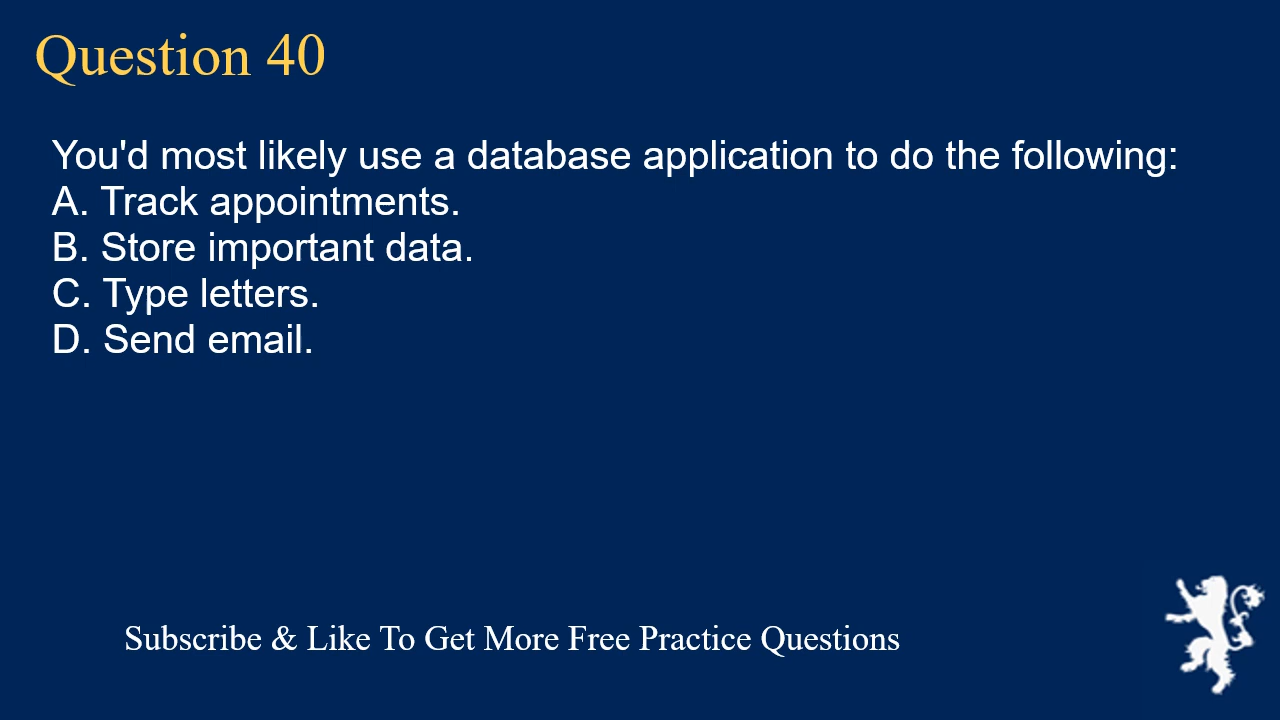 Question 40
You'd most likely use a database application to do the following:
A. Track appointments.
B. Store important data.
C. Type letters.
D. Send email.
Subscribe & Like To Get More Free Practice Questions